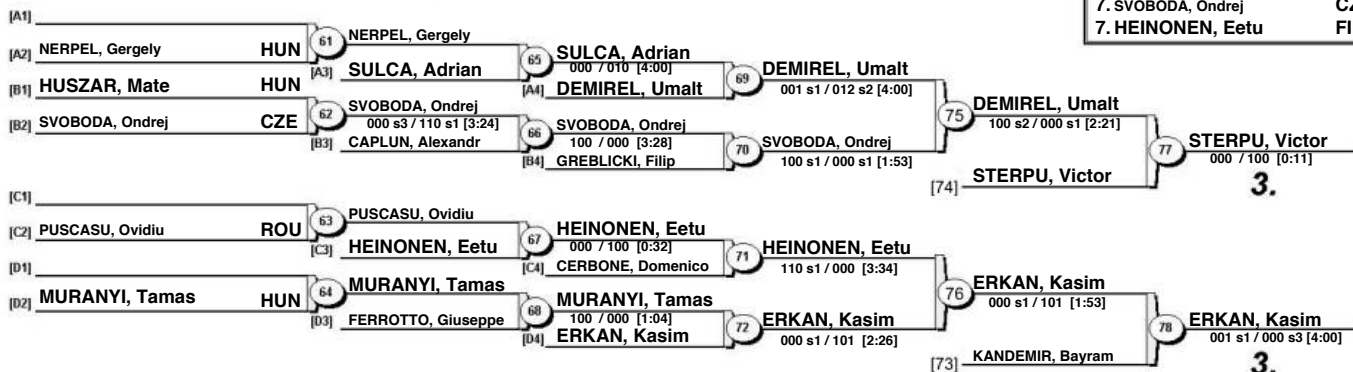 7. SVOBODA, Ondrej CZ
7. HEINONEN, Eetu FI
[A1]
[A2] NERPEL, Gergely HUN
61 NERPEL, Gergely
[A3] SULCA, Adrian
65 SULCA, Adrian
000 / 010 [4:00]
[A4] DEMIREL, Umalt
69 DEMIREL, Umalt
001 s1 / 012 s2 [4:00]
[B1] HUSZAR, Mate HUN
[B2] SVOBODA, Ondrej CZE
62 SVOBODA, Ondrej
000 s3 / 110 s1 [3:24]
[B3] CAPLUN, Alexandr
66 SVOBODA, Ondrej
100 / 000 [3:28]
[B4] GREBLICKI, Filip
70 SVOBODA, Ondrej
100 s1 / 000 s1 [1:53]
75 DEMIREL, Umalt
100 s2 / 000 s1 [2:21]
[74] STERPU, Victor
77 STERPU, Victor
000 / 100 [0:11]
3.
[C1]
[C2] PUSCASU, Ovidiu ROU
63 PUSCASU, Ovidiu
[C3] HEINONEN, Eetu
67 HEINONEN, Eetu
000 / 100 [0:32]
[C4] CERBONE, Domenico
71 HEINONEN, Eetu
110 s1 / 000 [3:34]
[D1]
[D2] MURANYI, Tamas HUN
64 MURANYI, Tamas
[D3] FERROTTO, Giuseppe
68 MURANYI, Tamas
100 / 000 [1:04]
[D4] ERKAN, Kasim
72 ERKAN, Kasim
000 s1 / 101 [2:26]
76 ERKAN, Kasim
000 s1 / 101 [1:53]
[73] KANDEMIR, Bayram
78 ERKAN, Kasim
001 s1 / 000 s3 [4:00]
3.